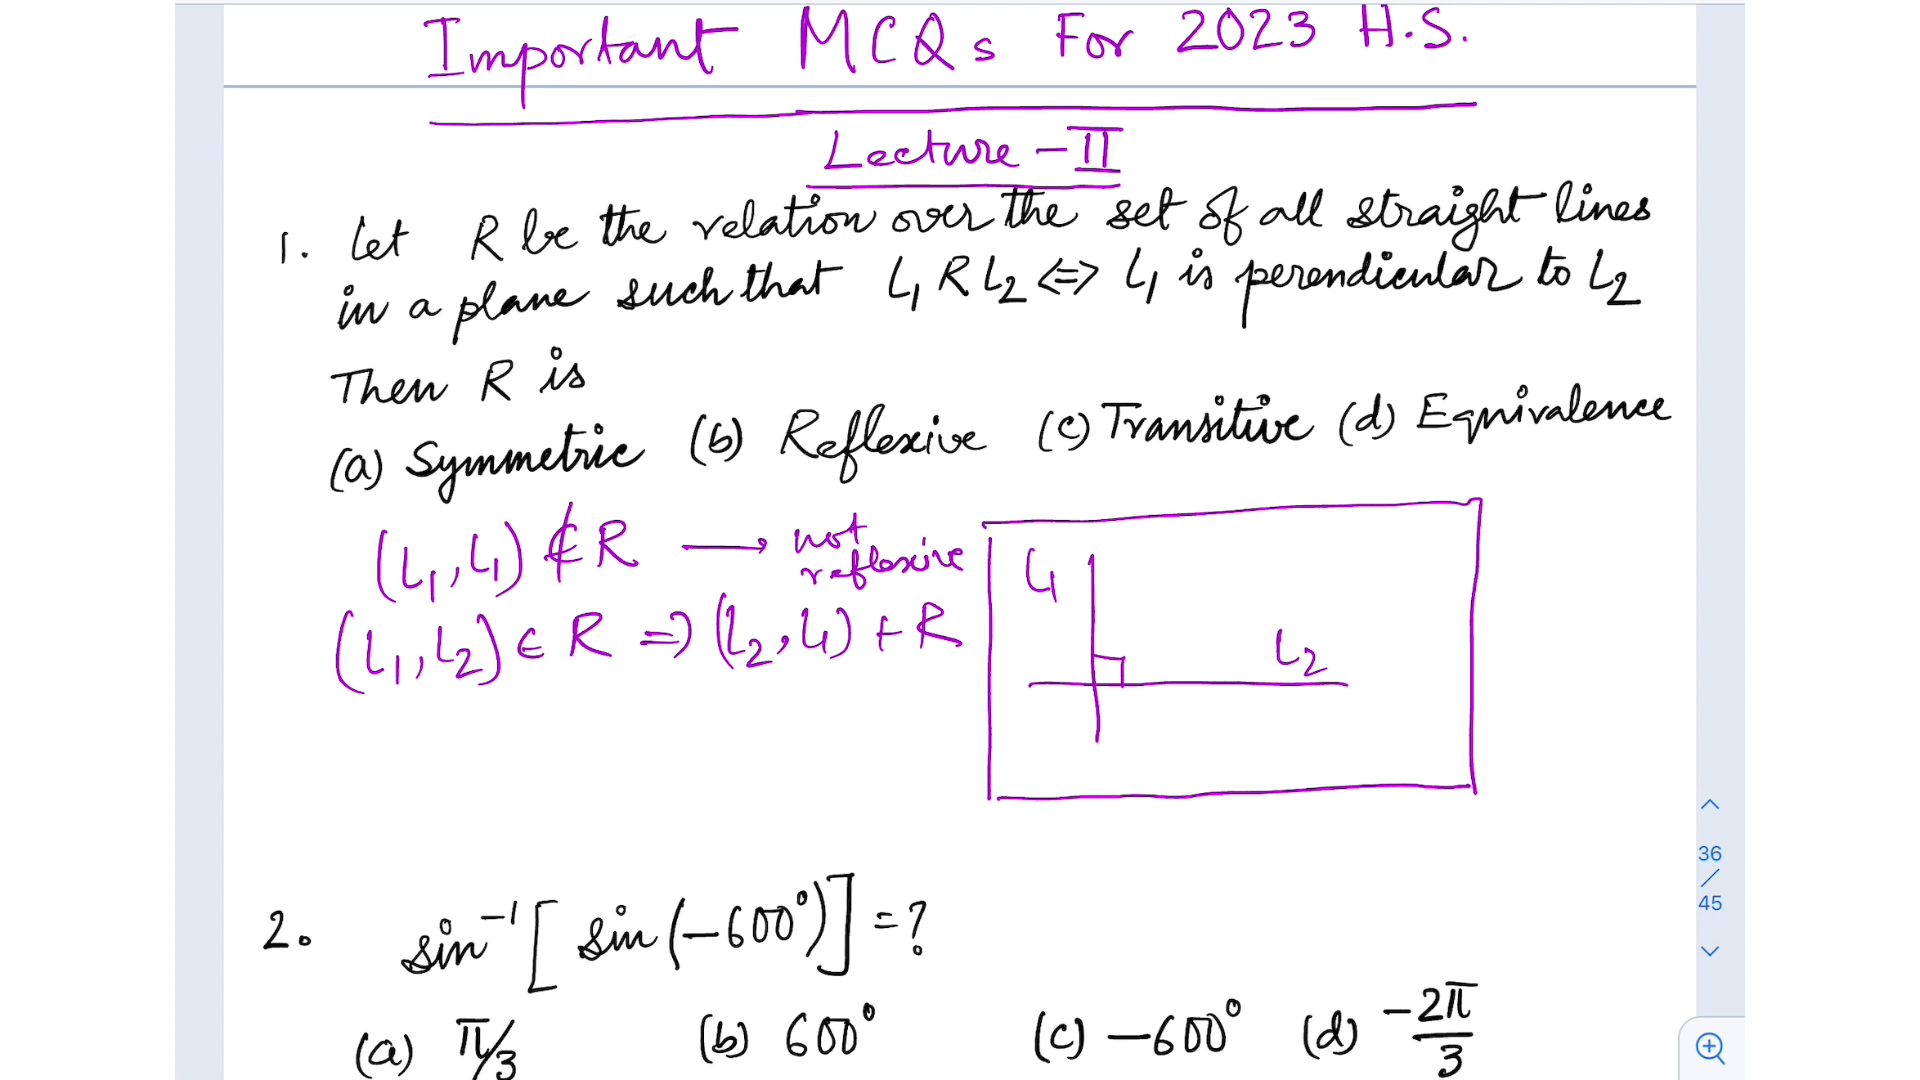 Important MCQs For 2023 H.S.
Lecture - II
1. Let R be the relation over the set of all straight lines
in a plane such that L₁ R L₂ <=> L₁ is perendicular to L₂
Then R is
(a) Symmetric (b) Reflexive (c) Transitive (d) Equivalence
(L₁, L₁) ∉ R → not reflexive
(L₁, L₂) ∈ R => (L₂, L₁) ∈ R
L₁
L₂
2. sin⁻¹[sin(-600°)] = ?
(a) π/3 (b) 600° (c) -600° (d) -2π/3
36
/
45